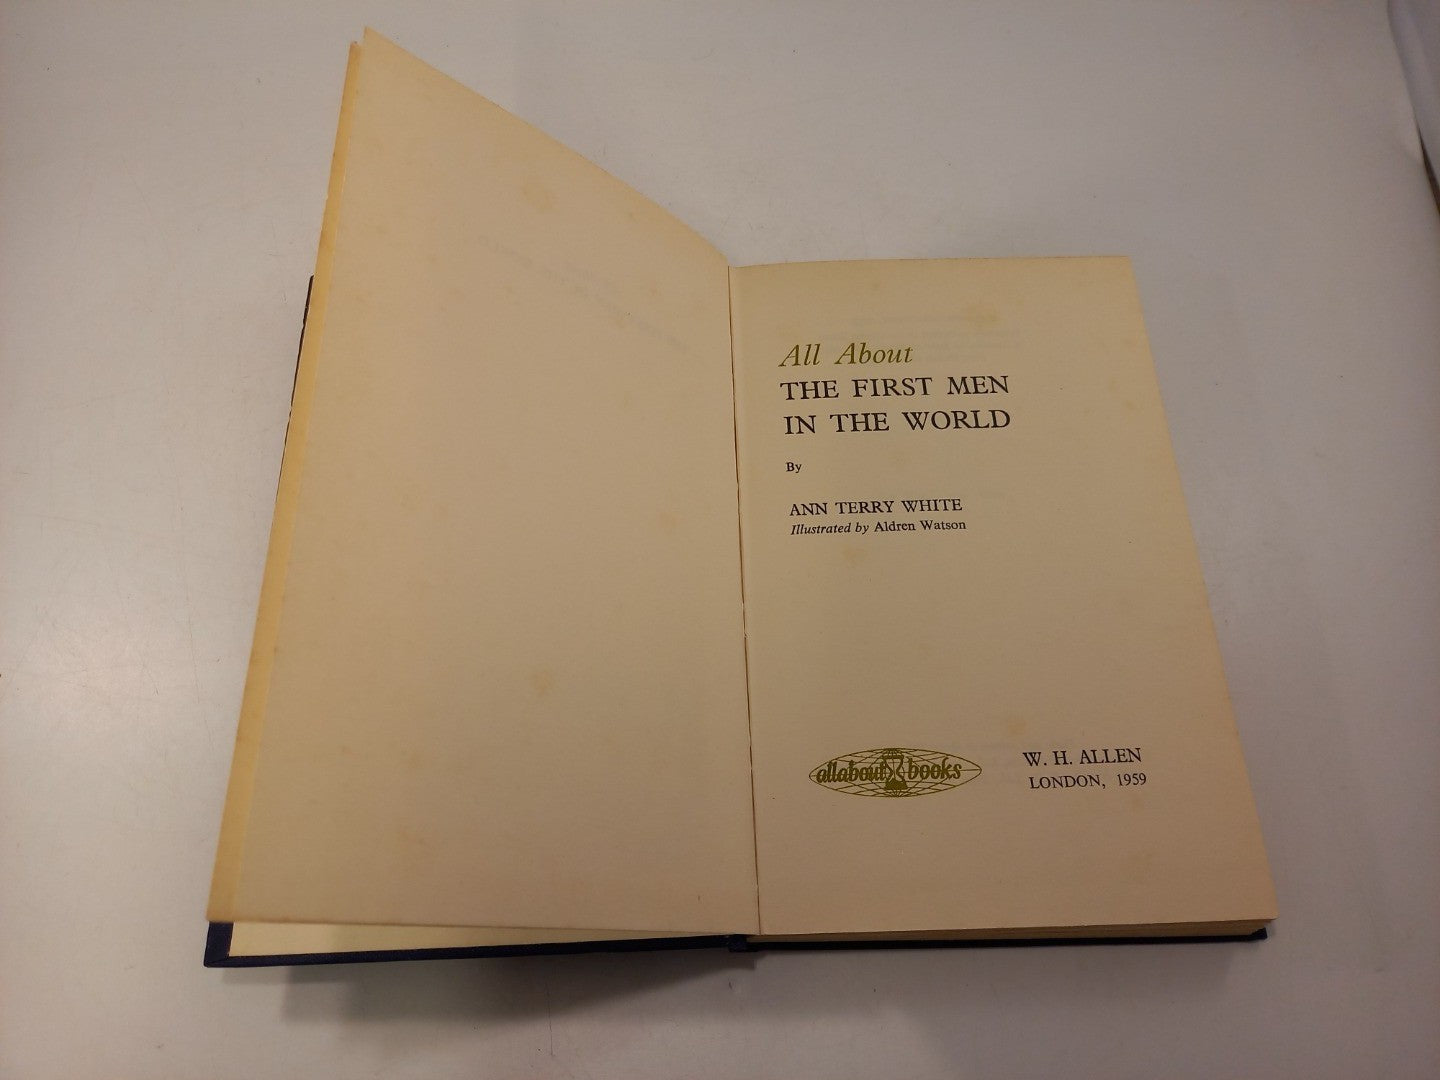 All About
THE FIRST MEN
IN THE WORLD
By
ANN TERRY WHITE
Illustrated by Aldren Watson
allabout books
W. H. ALLEN
LONDON, 1959